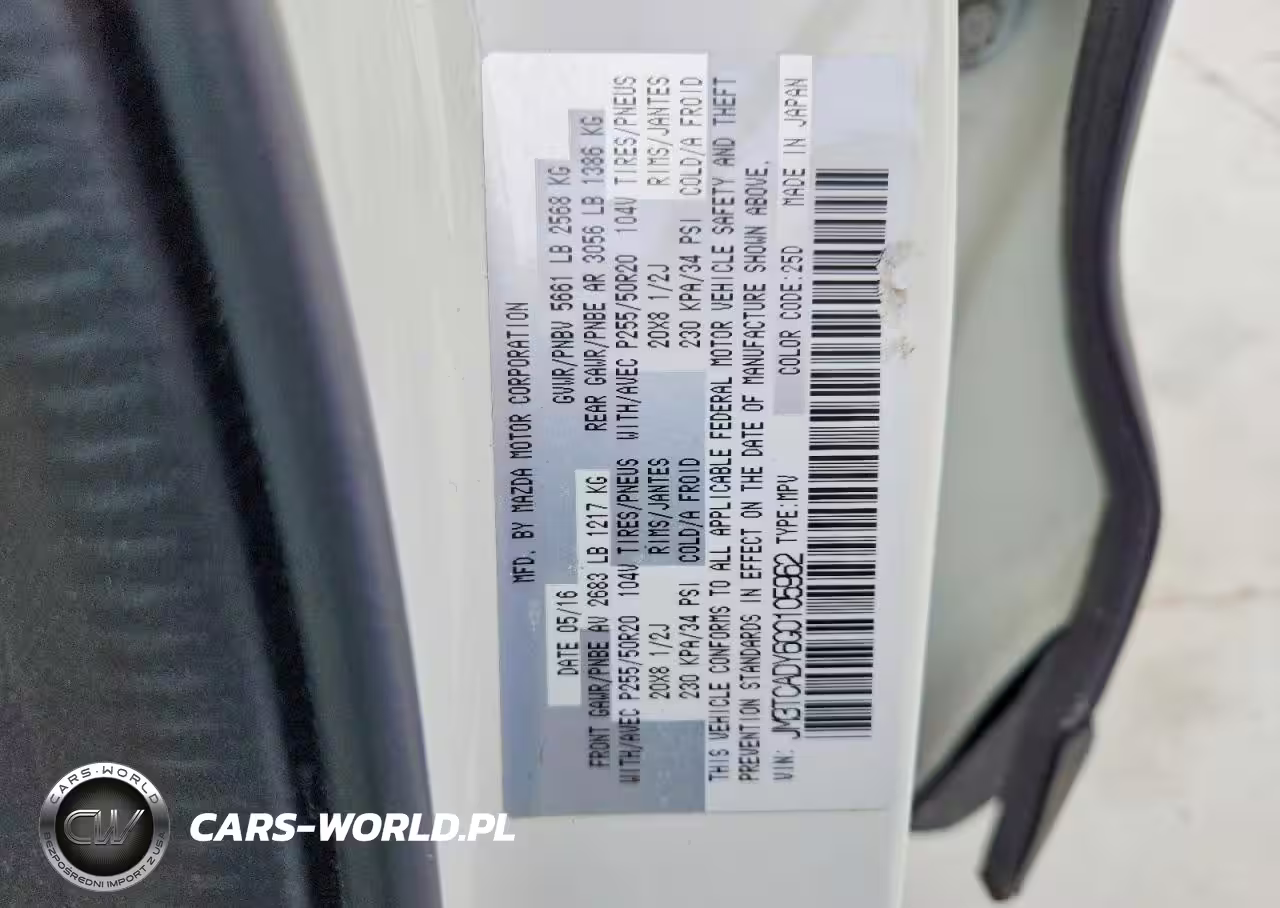 MFD. BY MAZDA MOTOR CORPORATION
DATE 05/16 GVWR/PNBV 5661 LB 2568 KG
FRONT GAWR/PNBE AV 2683 LB 1217 KG REAR GAWR/PNBE AR 3056 LB 1386 KG
WITH/AVEC P255/50R20 104V TIRES/PNEUS WITH/AVEC P255/50R20 104V TIRES/PNEUS
20X8 1/2J RIMS/JANTES 20X8 1/2J RIMS/JANTES
230 KPA/34 PSI COLD/A FROID 230 KPA/34 PSI COLD/A FROID
THIS VEHICLE CONFORMS TO ALL APPLICABLE FEDERAL MOTOR VEHICLE SAFETY AND THEFT
PREVENTION STANDARDS IN EFFECT ON THE DATE OF MANUFACTURE SHOWN ABOVE.
VIN: JM3TCADY6G0105962 TYPE:MPV COLOR CODE:25D MADE IN JAPAN
CARS-WORLD
CW
BEZPOŚREDNI IMPORT Z USA
CARS-WORLD.PL